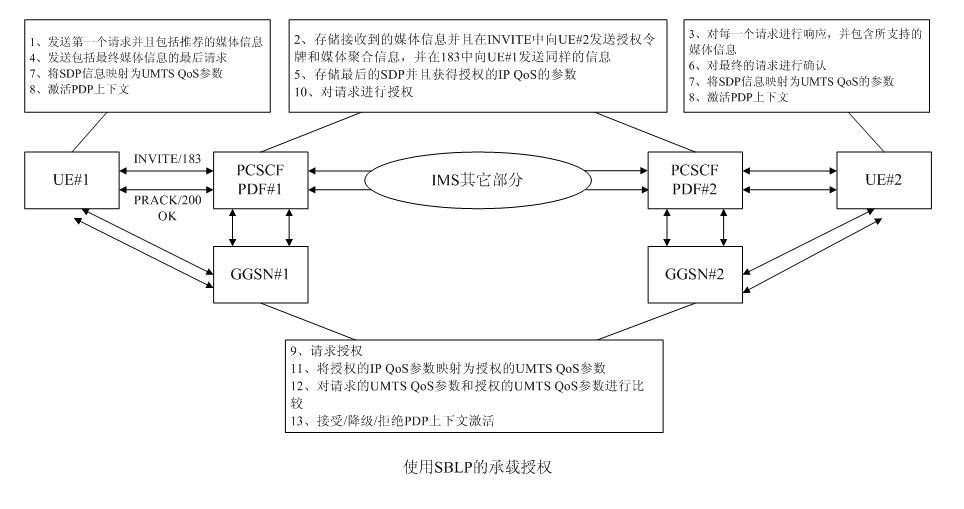 1、发送第一个请求并且包括推荐的媒体信息
4、发送包括最终媒体信息的最后请求
7、将SDP信息映射为UMTS QoS参数
8、激活PDP上下文
2、存储接收到的媒体信息并且在INVITE中向UE#2发送授权令
牌和媒体聚合信息，并在183中向UE#1发送同样的信息
5、存储最后的SDP并且获得授权的IP QoS的参数
10、对请求进行授权
3、对每一个请求进行响应，并包含所支持的
媒体信息
6、对最终的请求进行确认
7、将SDP信息映射为UMTS QoS的参数
8、激活PDP上下文
UE#1
INVITE/183
PRACK/200
OK
PCSCF
PDF#1
IMS其它部分
PCSCF
PDF#2
UE#2
GGSN#1
GGSN#2
9、请求授权
11、将授权的IP QoS参数映射为授权的UMTS QoS参数
12、对请求的UMTS QoS参数和授权的UMTS QoS参数进行比
较
13、接受/降级/拒绝PDP上下文激活
使用SBLP的承载授权